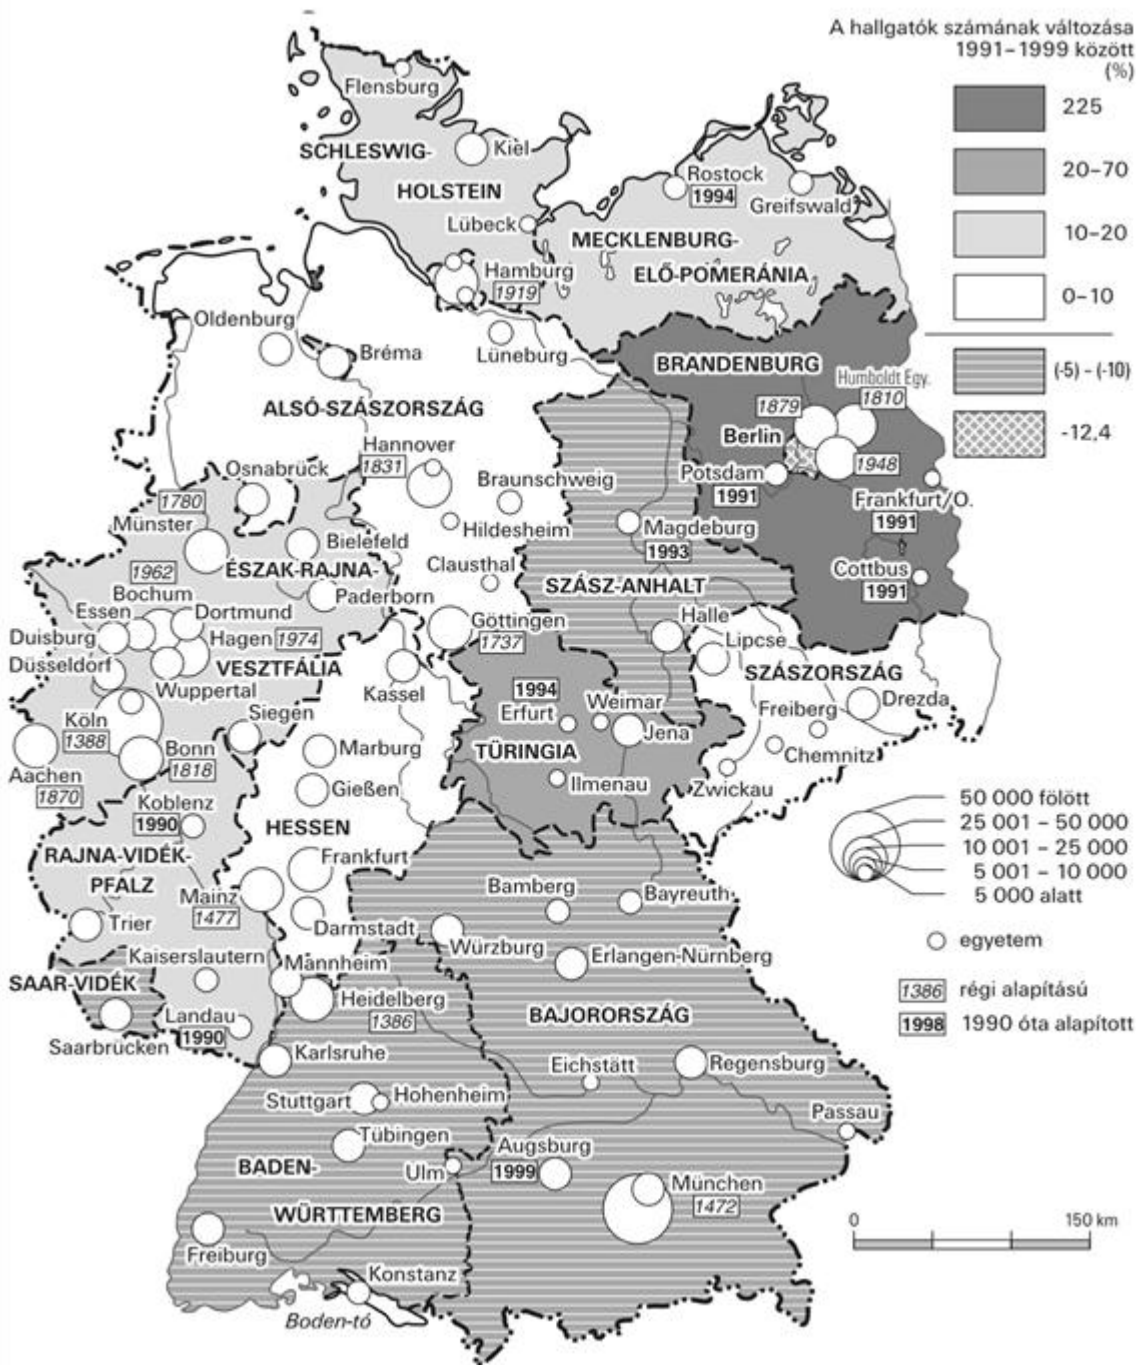 A hallgatók számának változása
1991–1999 között
(%)
225
20–70
10–20
0–10
(-5) – (-10)
-12,4
Flensburg
Kiel
SCHLESWIG-
HOLSTEIN
Lübeck
Rostock
1994
Greifswald
MECKLENBURG-
ELŐ-POMERÁNIA
Hamburg
1919
Oldenburg
Bréma
Lüneburg
ALSÓ-SZÁSZORSZÁG
BRANDENBURG
Humboldt Egy.
1879
1810
Berlin
1948
Potsdam
1991
Frankfurt/O.
1991
Cottbus
1991
Hannover
1831
Braunschweig
Hildesheim
Osnabrück
1780
Münster
Bielefeld
Magdeburg
1993
SZÁSZ-ANHALT
Clausthal
1962
Bochum
ÉSZAK-RAJNA-
Paderborn
Essen
Dortmund
Duisburg
Hagen
1974
Düsseldorf
VESZTFÁLIA
Wuppertal
Göttingen
1737
Halle
Lipcse
SZÁSZORSZÁG
Kassel
1994
Weimar
Erfurt
Jena
TÜRINGIA
Ilmenau
Freiberg
Drezda
Chemnitz
Zwickau
Köln
1388
Siegen
Bonn
1818
Aachen
1870
Marburg
Gießen
Koblenz
1990
HESSEN
RAJNA-VIDÉK-
PFALZ
Frankfurt
Mainz
1477
Darmstadt
Trier
Bamberg
Bayreuth
Würzburg
Erlangen-Nürnberg
Kaiserslautern
Mannheim
SAAR-VIDÉK
Heidelberg
1386
BAJORORSZÁG
Landau
1990
Saarbrücken
Karlsruhe
Eichstätt
Regensburg
Stuttgart
Hohenheim
Passau
Tübingen
Augsburg
1999
BADEN-
Ulm
München
1472
WÜRTTEMBERG
Freiburg
Konstanz
Boden-tó
50 000 fölött
25 001 – 50 000
10 001 – 25 000
5 001 – 10 000
5 000 alatt
egyetem
1386 régi alapítású
1998 1990 óta alapított
0 150 km